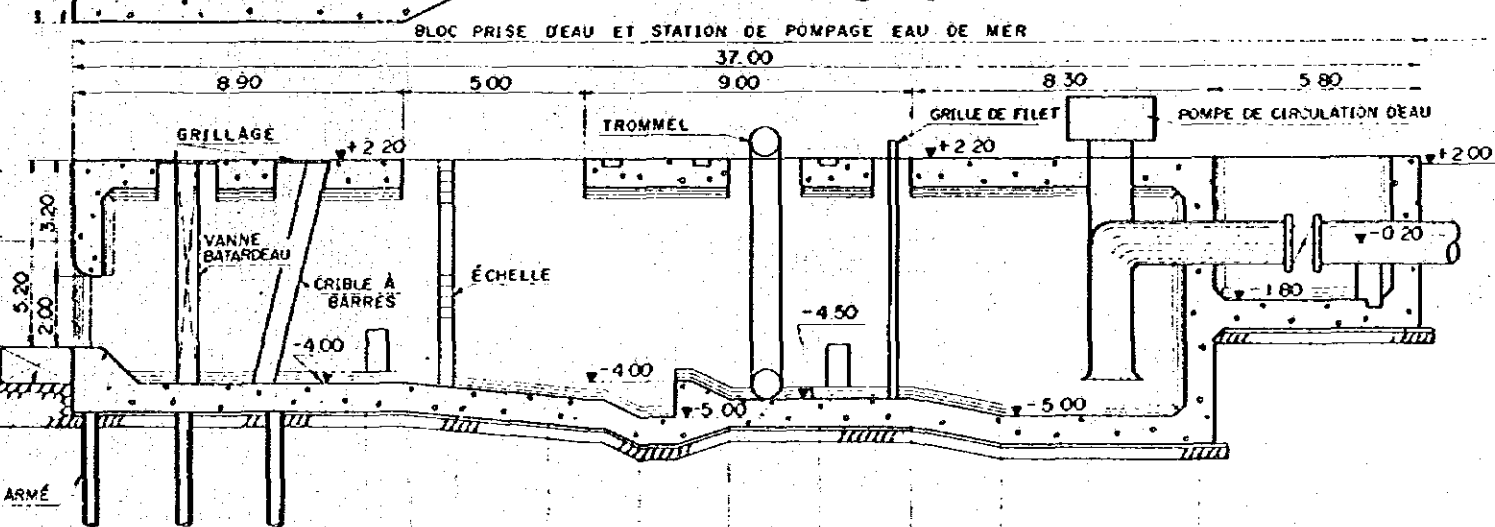 BLOC PRISE D'EAU ET STATION DE POMPAGE EAU DE MER
37.00
8.90 5.00 9.00 8.30 5.80
GRILLAGE
+2.20
TROMMEL
GRILLE DE FILET
+2.20
POMPE DE CIRCULATION D'EAU
+2.00
3.20
5.20
2.00
VANNE
BATARDEAU
CRIBLE À
BARRES
ÉCHELLE
-0.20
-1.80
-4.50
-4.00
-4.00
-5.00
-5.00
ARMÉ